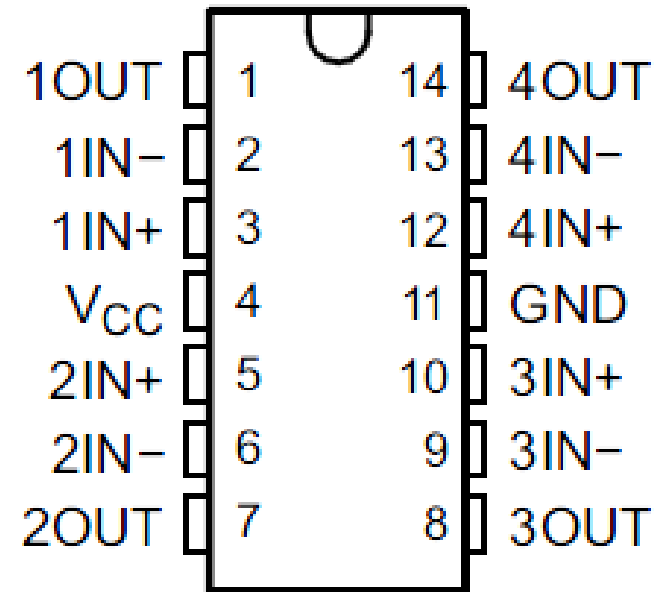 1OUT 1 14 4OUT
1IN− 2 13 4IN−
1IN+ 3 12 4IN+
VCC 4 11 GND
2IN+ 5 10 3IN+
2IN− 6 9 3IN−
2OUT 7 8 3OUT